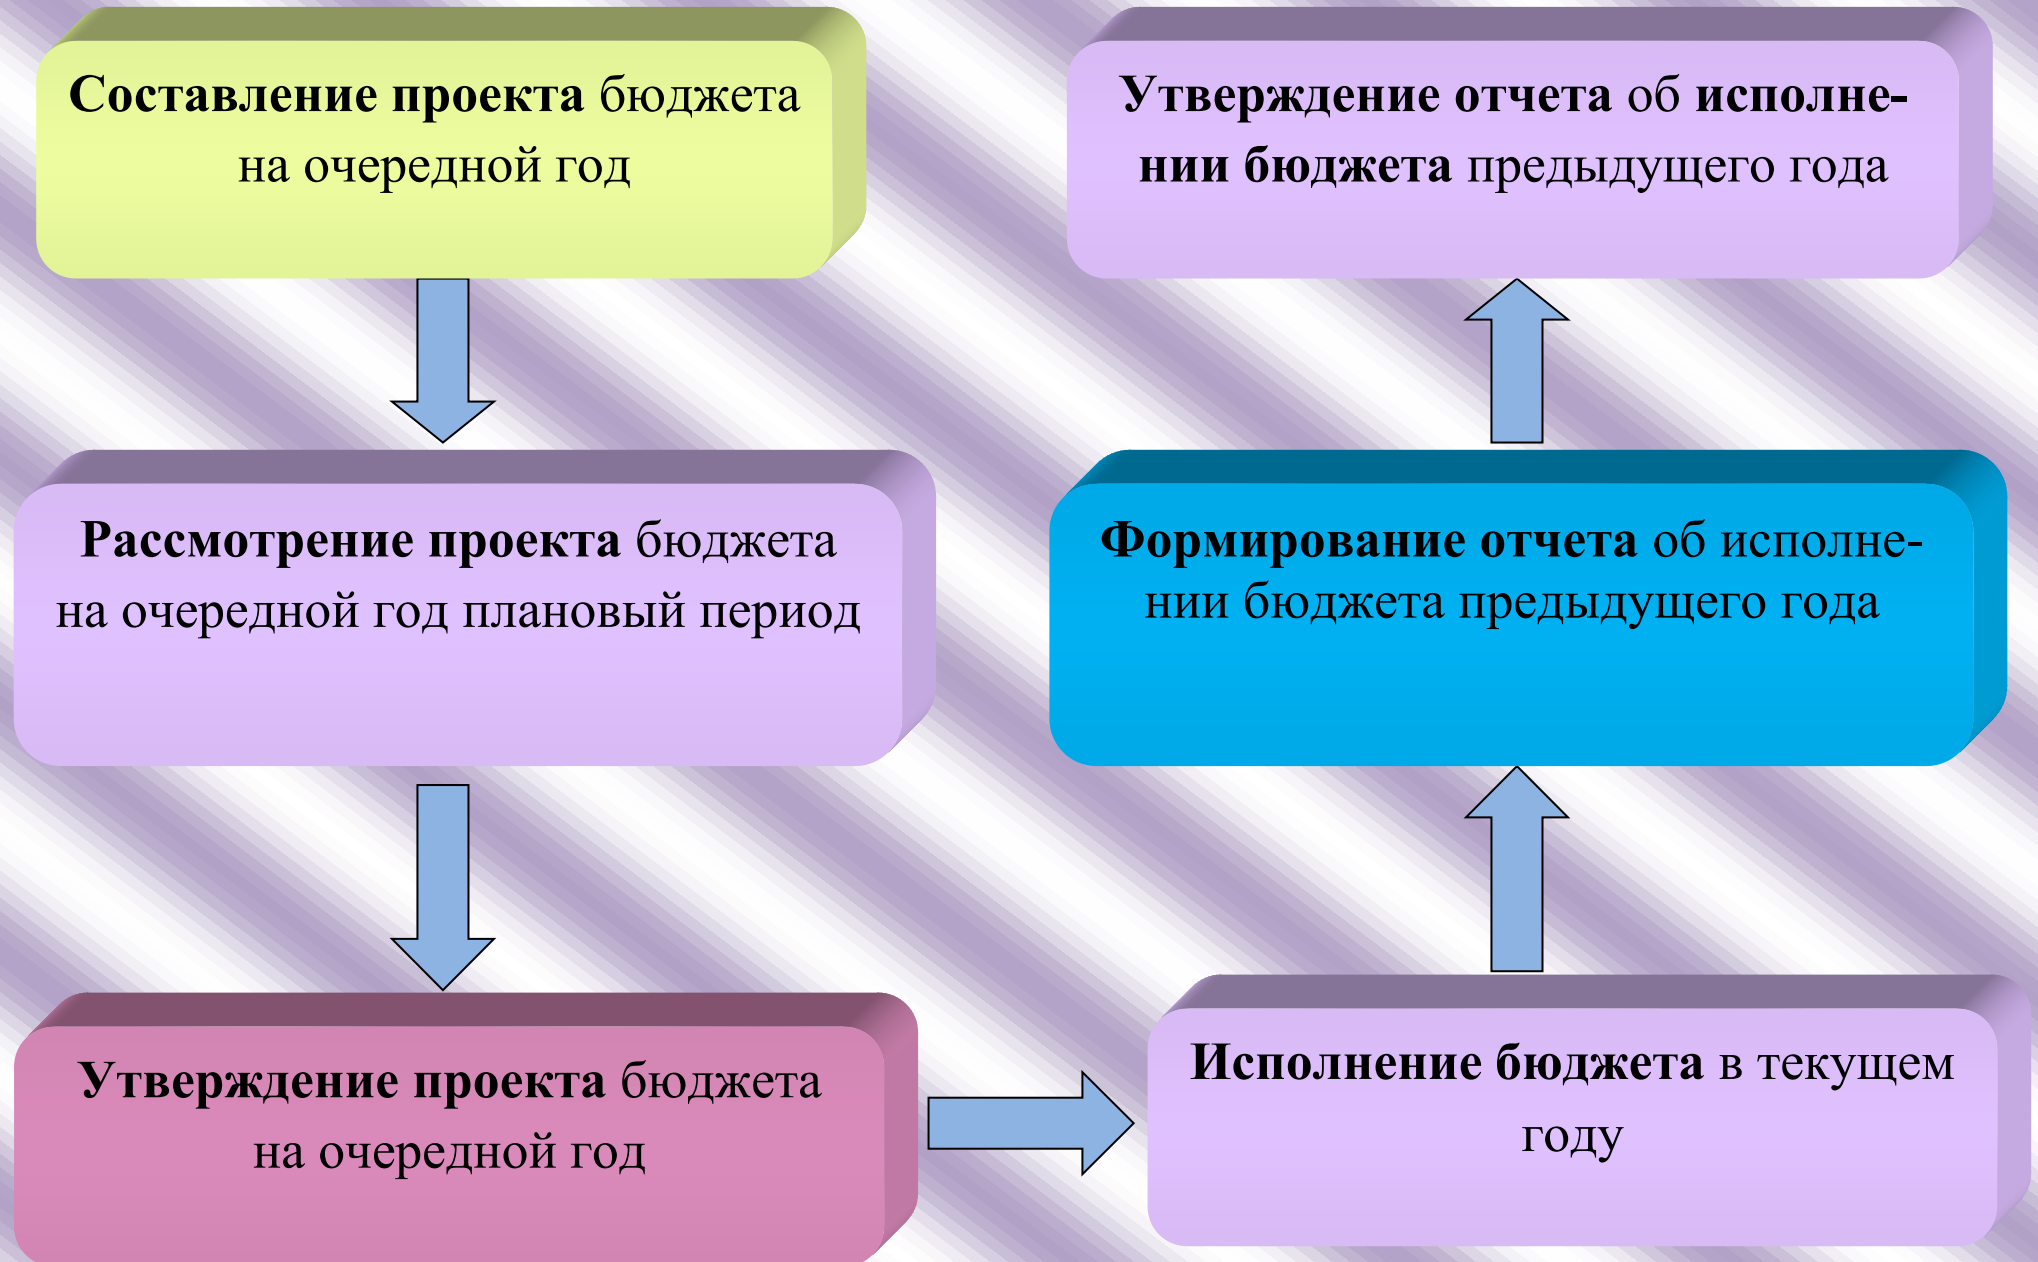 Составление проекта бюджета
на очередной год
Рассмотрение проекта бюджета
на очередной год плановый период
Утверждение проекта бюджета
на очередной год
Исполнение бюджета в текущем
году
Формирование отчета об исполне-
нии бюджета предыдущего года
Утверждение отчета об исполне-
нии бюджета предыдущего года